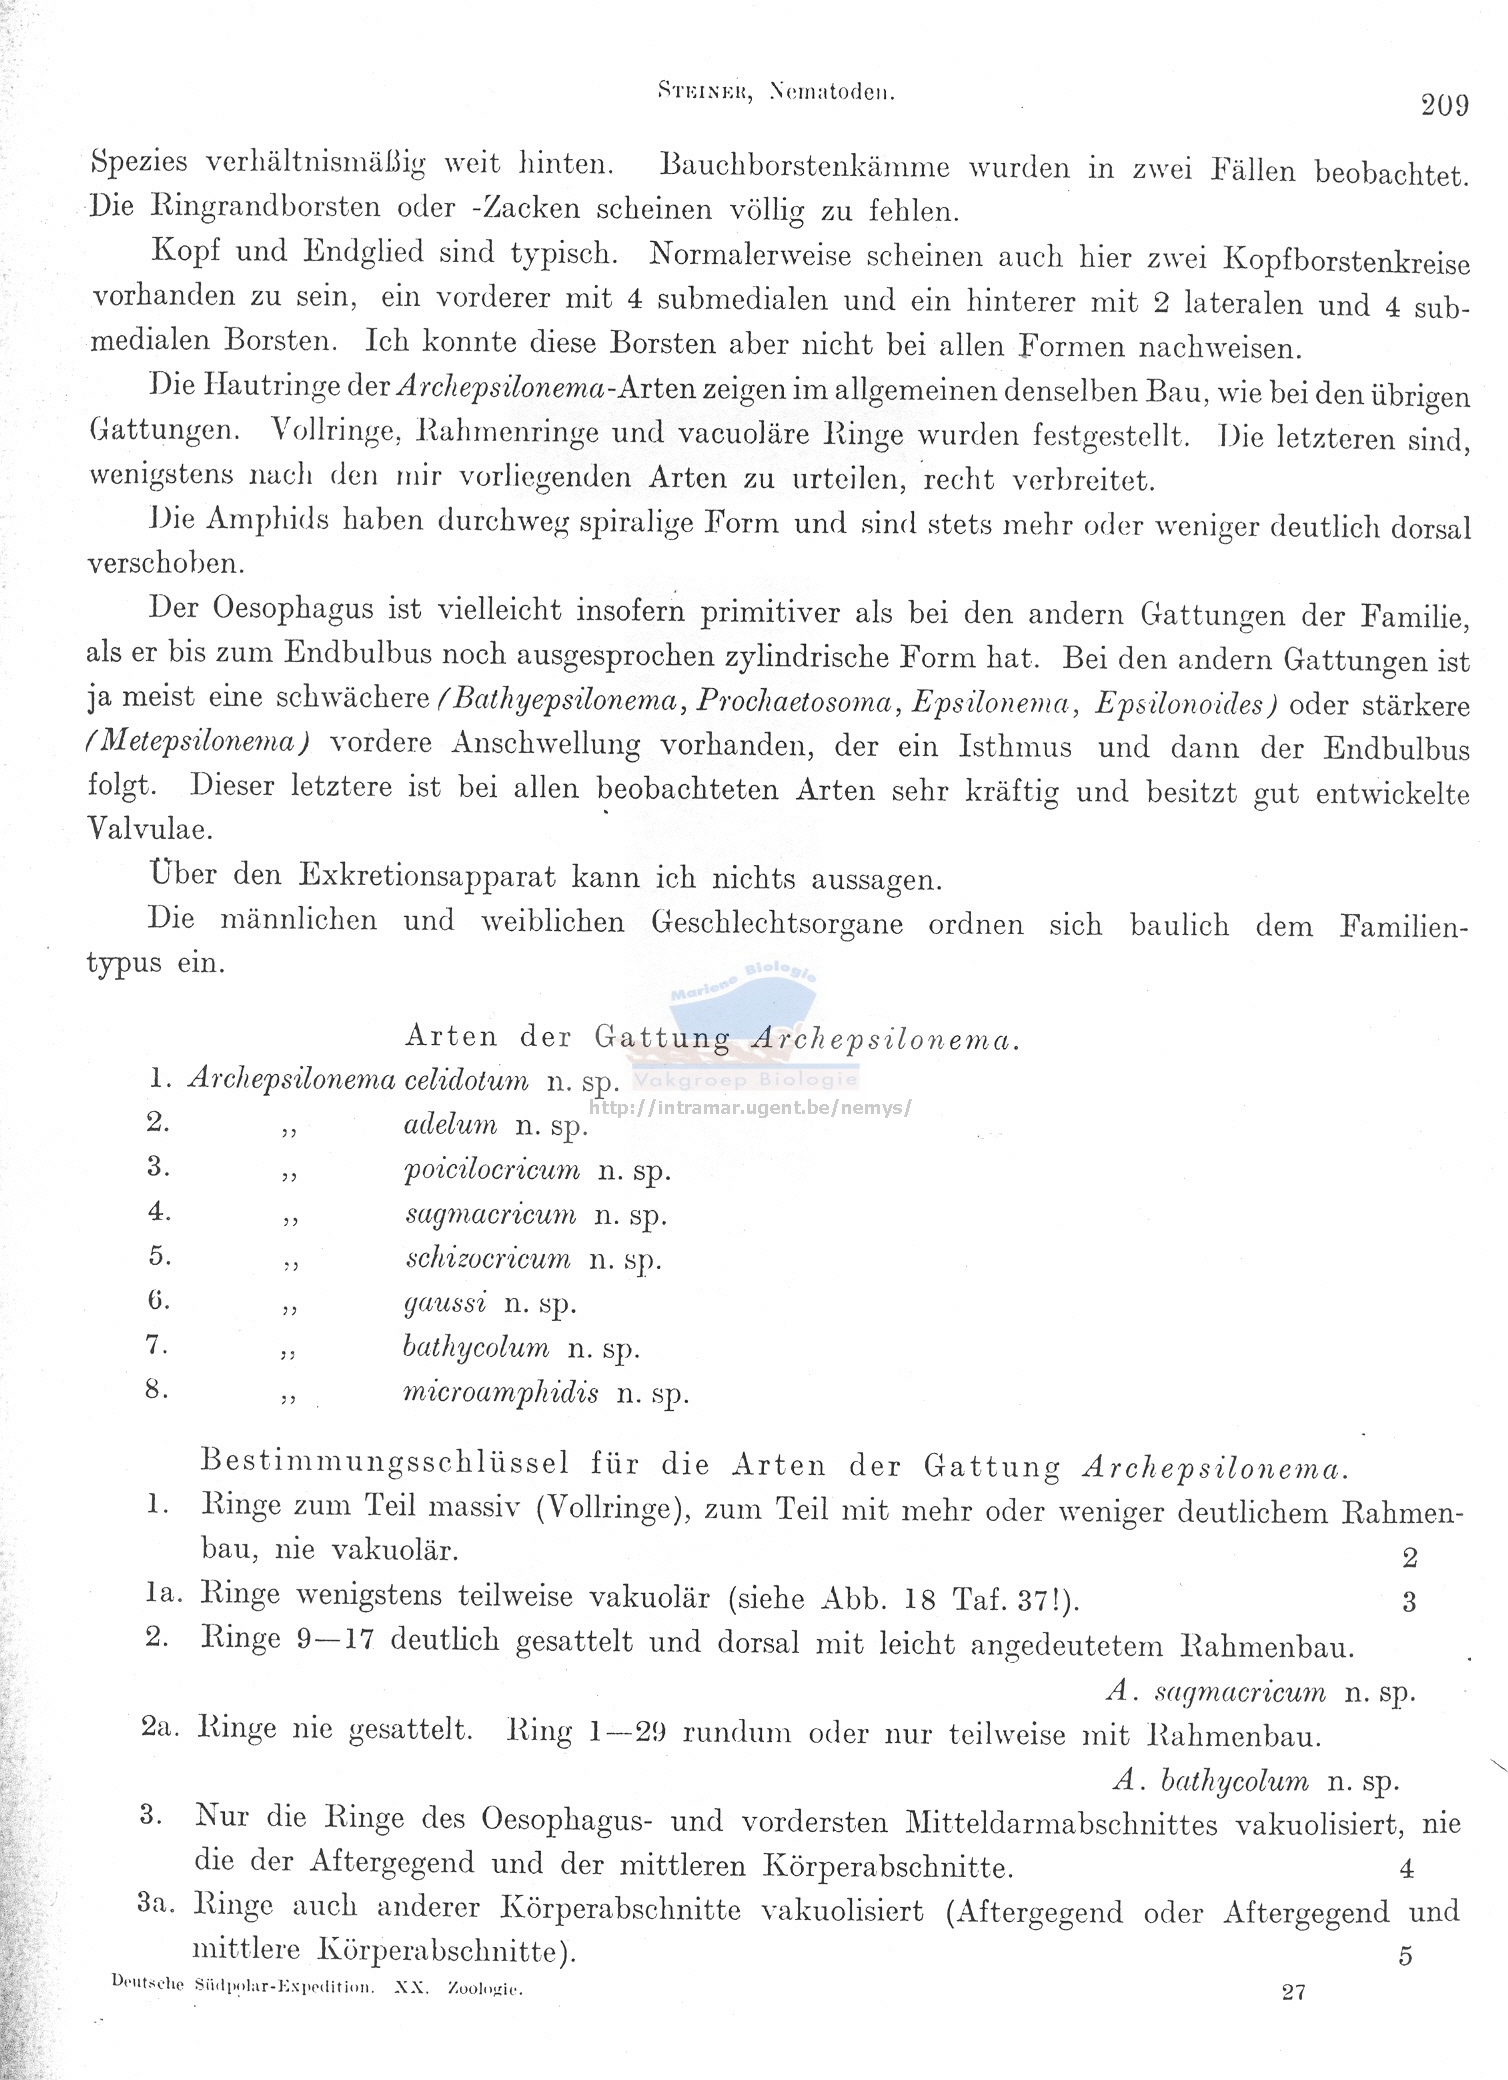 STEINER, Nematoden.
209
Spezies verhältnismäßig weit hinten. Bauchborstenkämme wurden in zwei Fällen beobachtet.
Die Ringrandborsten oder -Zacken scheinen völlig zu fehlen.
Kopf und Endglied sind typisch. Normalerweise scheinen auch hier zwei Kopfborstenkreise
vorhanden zu sein, ein vorderer mit 4 submedialen und ein hinterer mit 2 lateralen und 4 sub-
medialen Borsten. Ich konnte diese Borsten aber nicht bei allen Formen nachweisen.
Die Hautringe der Archepsilonema-Arten zeigen im allgemeinen denselben Bau, wie bei den übrigen
Gattungen. Vollringe, Rahmenringe und vacuoläre Ringe wurden festgestellt. Die letzteren sind,
wenigstens nach den mir vorliegenden Arten zu urteilen, recht verbreitet.
Die Amphids haben durchweg spiralige Form und sind stets mehr oder weniger deutlich dorsal
verschoben.
Der Oesophagus ist vielleicht insofern primitiver als bei den andern Gattungen der Familie,
als er bis zum Endbulbus noch ausgesprochen zylindrische Form hat. Bei den andern Gattungen ist
ja meist eine schwächere (Bathyepsilonema, Prochaetosoma, Epsilonema, Epsilonoides) oder stärkere
(Metepsilonema) vordere Anschwellung vorhanden, der ein Isthmus und dann der Endbulbus
folgt. Dieser letztere ist bei allen beobachteten Arten sehr kräftig und besitzt gut entwickelte
Valvulae.
Über den Exkretionsapparat kann ich nichts aussagen.
Die männlichen und weiblichen Geschlechtsorgane ordnen sich baulich dem Familien-
typus ein.
Mariene Biologie
Arten der Gattung Archepsilonema.
1. Archepsilonema celidotum n. sp.
Vakgroep Biologie
http://intramar.ugent.be/nemys/
2. ,, adelum n. sp.
3. ,, poicilocricum n. sp.
4. ,, sagmacricum n. sp.
5. ,, schizocricum n. sp.
6. ,, gaussi n. sp.
7. ,, bathycolum n. sp.
8. ,, microamphidis n. sp.
Bestimmungsschlüssel für die Arten der Gattung Archepsilonema.
1. Ringe zum Teil massiv (Vollringe), zum Teil mit mehr oder weniger deutlichem Rahmen-
bau, nie vakuolär. 2
1a. Ringe wenigstens teilweise vakuolär (siehe Abb. 18 Taf. 37!). 3
2. Ringe 9—17 deutlich gesattelt und dorsal mit leicht angedeutetem Rahmenbau.
A. sagmacricum n. sp.
2a. Ringe nie gesattelt. Ring 1—29 rundum oder nur teilweise mit Rahmenbau.
A. bathycolum n. sp.
3. Nur die Ringe des Oesophagus- und vordersten Mitteldarmabschnittes vakuolisiert, nie
die der Aftergegend und der mittleren Körperabschnitte. 4
3a. Ringe auch anderer Körperabschnitte vakuolisiert (Aftergegend oder Aftergegend und
mittlere Körperabschnitte). 5
Deutsche Südpolar-Expedition. XX. Zoologie. 27